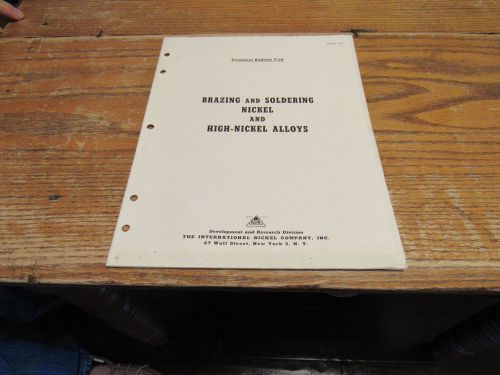 Technical Bulletin T-34
BRAZING AND SOLDERING
NICKEL
AND
HIGH-NICKEL ALLOYS
Development and Research Division
THE INTERNATIONAL NICKEL COMPANY, INC.
67 Wall Street, New York 5, N. Y.